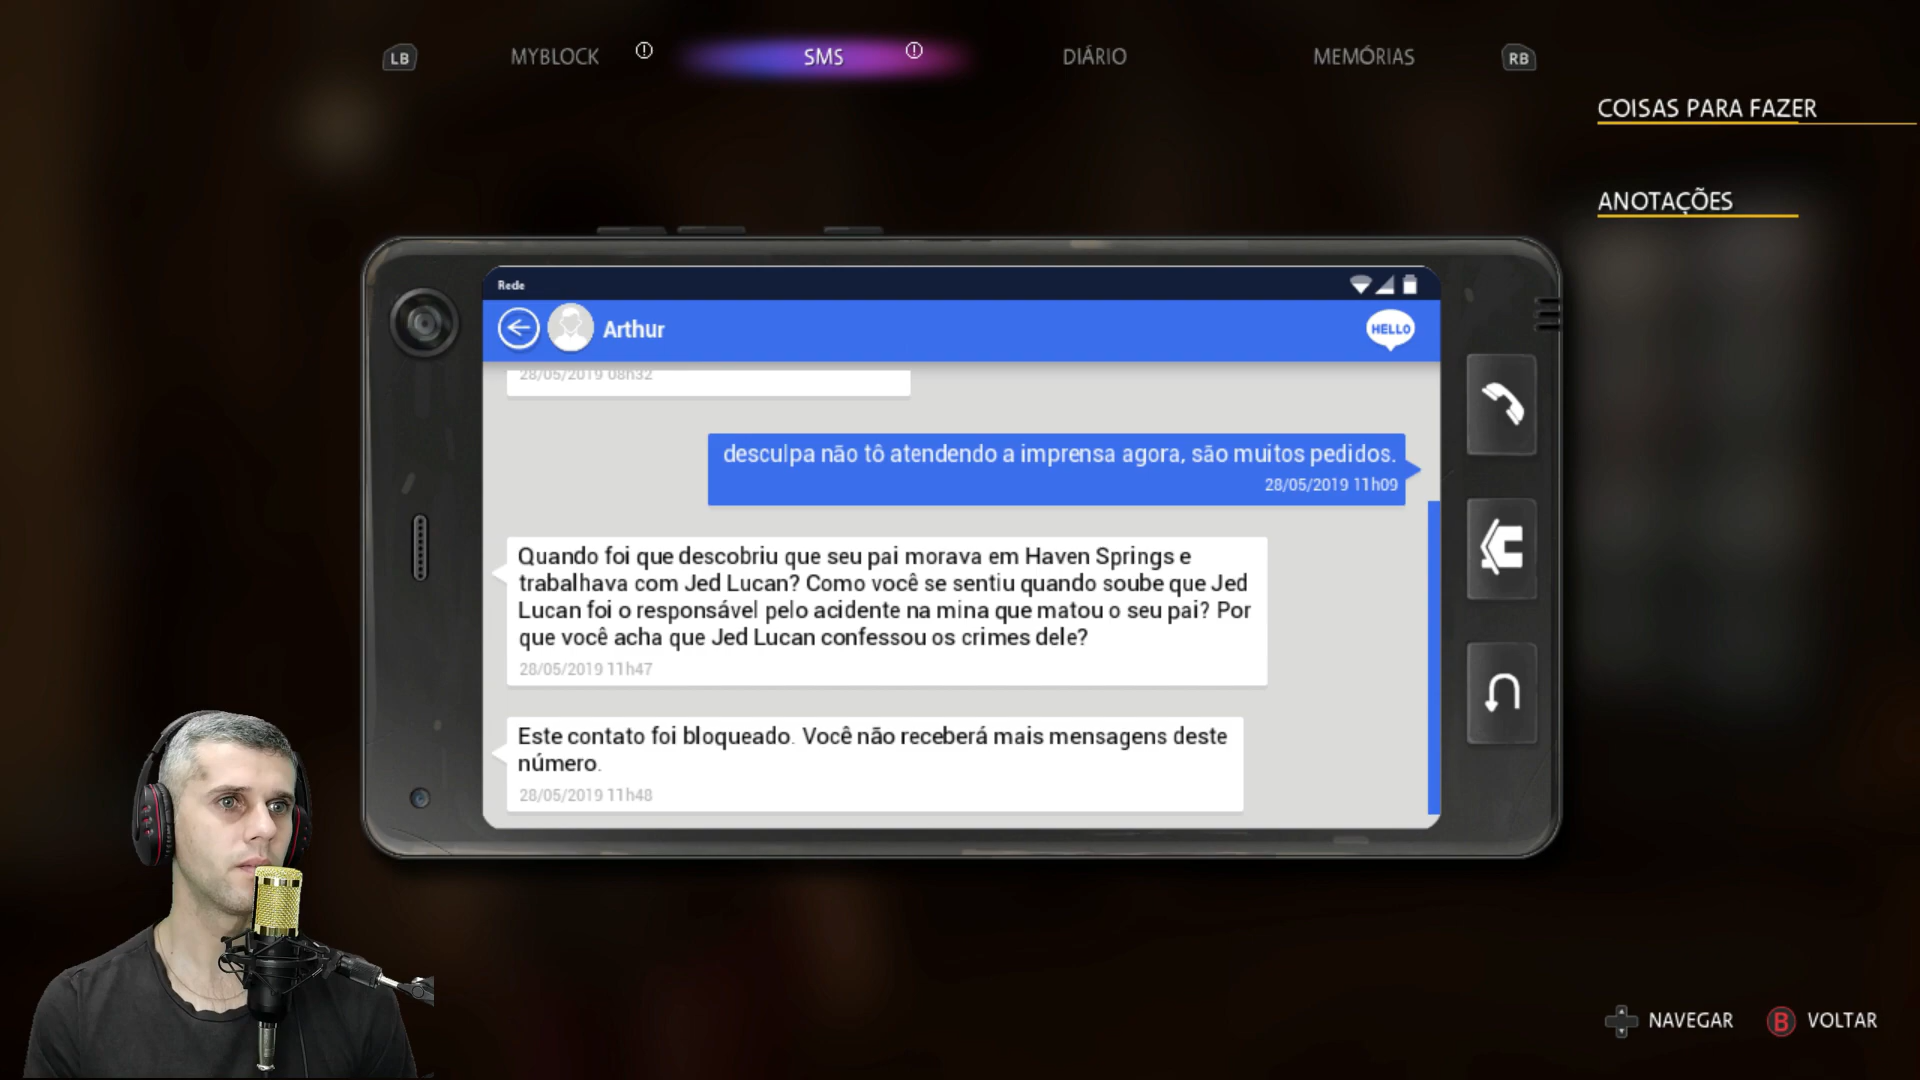 LB
MYBLOCK
SMS
DIÁRIO
MEMÓRIAS
RB
COISAS PARA FAZER
ANOTAÇÕES
Rede
Arthur
HELLO
28/05/2019 08h32
desculpa não tô atendendo a imprensa agora, são muitos pedidos.
28/05/2019 11h09
Quando foi que descobriu que seu pai morava em Haven Springs e
trabalhava com Jed Lucan? Como você se sentiu quando soube que Jed
Lucan foi o responsável pelo acidente na mina que matou o seu pai? Por
que você acha que Jed Lucan confessou os crimes dele?
28/05/2019 11h47
Este contato foi bloqueado. Você não receberá mais mensagens deste
número.
28/05/2019 11h48
NAVEGAR
B VOLTAR